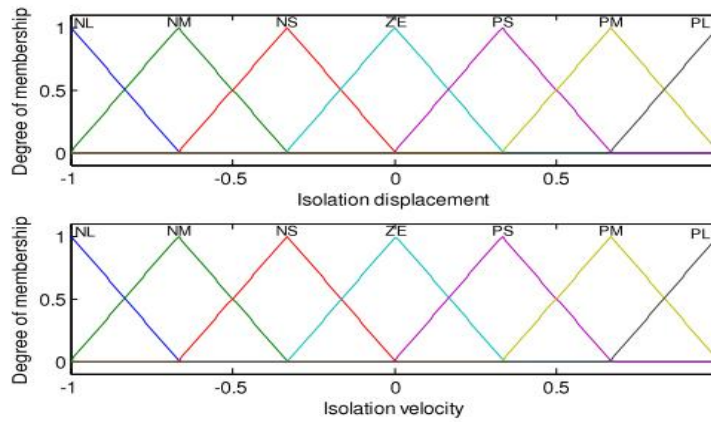 NL NM NS ZE PS PM PL
1
0.5
0
Degree of membership
-1 -0.5 0 0.5
Isolation displacement
NL NM NS ZE PS PM PL
1
0.5
0
Degree of membership
-1 -0.5 0 0.5
Isolation velocity